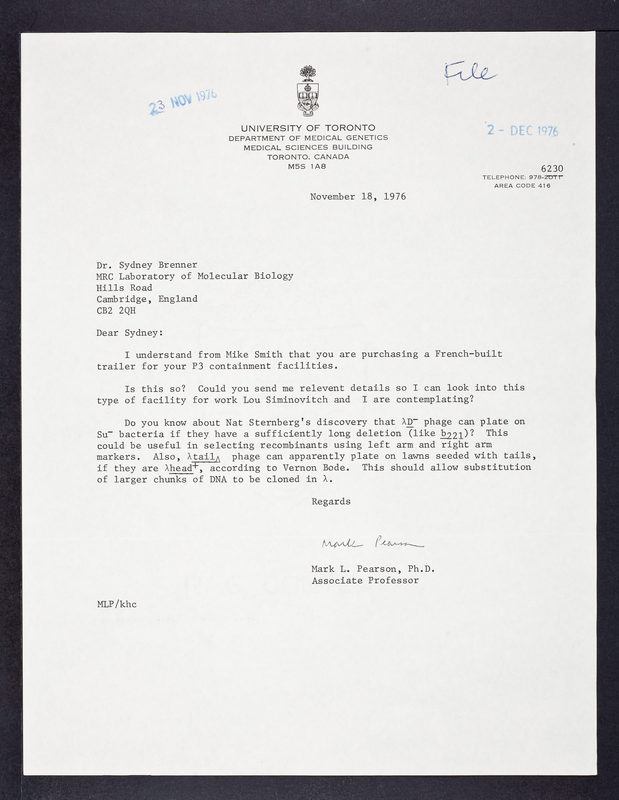 File
23 NOV 1976
2 - DEC 1976
UNIVERSITY OF TORONTO
DEPARTMENT OF MEDICAL GENETICS
MEDICAL SCIENCES BUILDING
TORONTO, CANADA
M5S 1A8
6230
TELEPHONE: 978-2011
AREA CODE 416
November 18, 1976
Dr. Sydney Brenner
MRC Laboratory of Molecular Biology
Hills Road
Cambridge, England
CB2 2QH
Dear Sydney:
I understand from Mike Smith that you are purchasing a French-built
trailer for your P3 containment facilities.
Is this so? Could you send me relevent details so I can look into this
type of facility for work Lou Siminovitch and I are contemplating?
Do you know about Nat Sternberg's discovery that λD⁻ phage can plate on
Su⁻ bacteria if they have a sufficiently long deletion (like b221)? This
could be useful in selecting recombinants using left arm and right arm
markers. Also, λtail phage can apparently plate on lawns seeded with tails,
if they are λhead⁺, according to Vernon Bode. This should allow substitution
of larger chunks of DNA to be cloned in λ.
Regards
Mark Pearson
Mark L. Pearson, Ph.D.
Associate Professor
MLP/khc